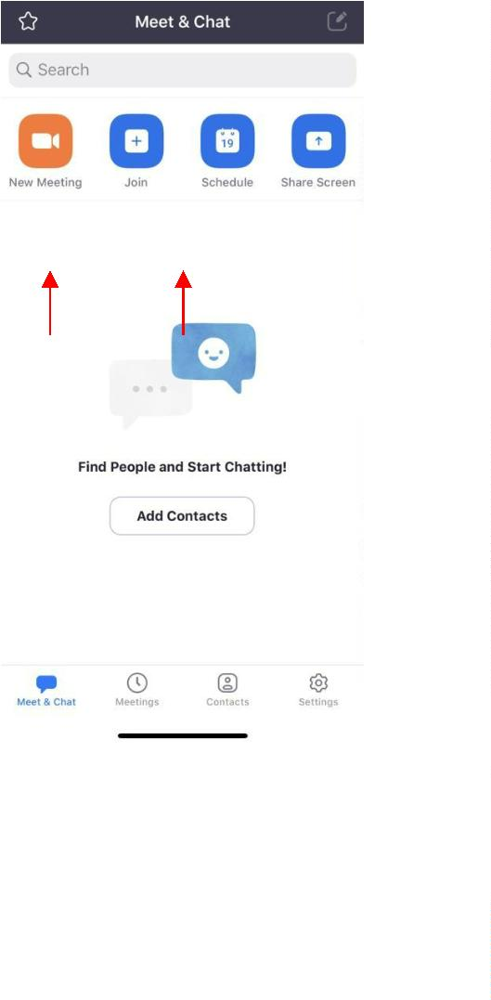 Meet & Chat
Search
19
New Meeting Join Schedule Share Screen
Find People and Start Chatting!
Add Contacts
Meet & Chat Meetings Contacts Settings